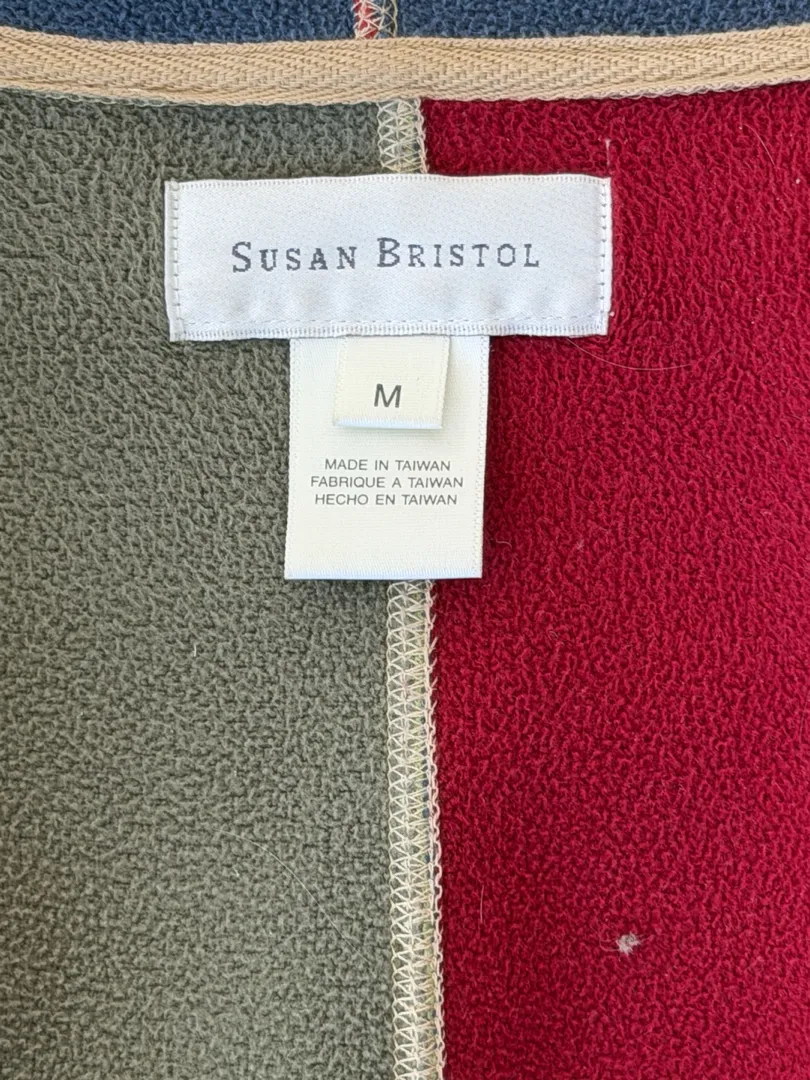 SUSAN BRISTOL
M
MADE IN TAIWAN
FABRIQUE A TAIWAN
HECHO EN TAIWAN